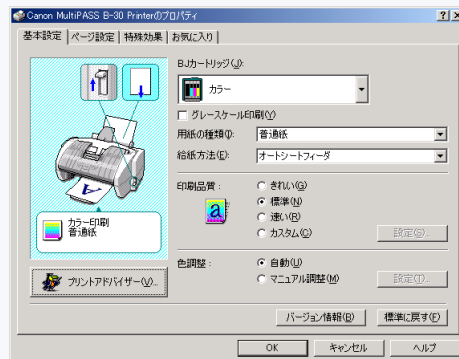 Canon MultiPASS B-30 Printerのプロパティ
基本設定 ページ設定 特殊効果 お気に入り
BJカートリッジ(J):
カラー
グレースケール印刷(Y)
用紙の種類(I): 普通紙
給紙方法(E): オートシートフィーダ
印刷品質: きれい(G)
標準(N)
速い(R)
カスタム(C) 設定(S)...
カラー印刷
普通紙
色調整: 自動(U)
マニュアル調整(M) 設定(T)...
プリントアドバイザー(V)...
バージョン情報(B) 標準に戻す(F)
OK キャンセル ヘルプ